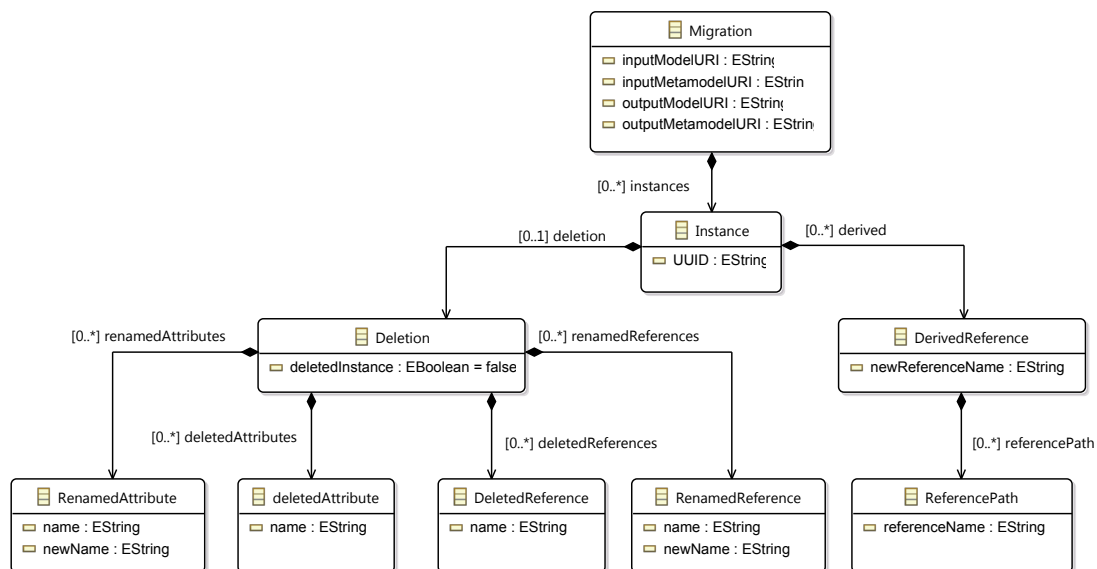 Migration
inputModelURI : EString
inputMetamodelURI : EStrin
outputModelURI : EString
outputMetamodelURI : EString
[0..*] instances
Instance
UUID : EString
[0..1] deletion
[0..*] derived
[0..*] renamedAttributes
Deletion
deletedInstance : EBoolean = false
[0..*] renamedReferences
DerivedReference
newReferenceName : EString
[0..*] deletedAttributes
[0..*] deletedReferences
[0..*] referencePath
RenamedAttribute
name : EString
newName : EString
deletedAttribute
name : EString
DeletedReference
name : EString
RenamedReference
name : EString
newName : EString
ReferencePath
referenceName : EString